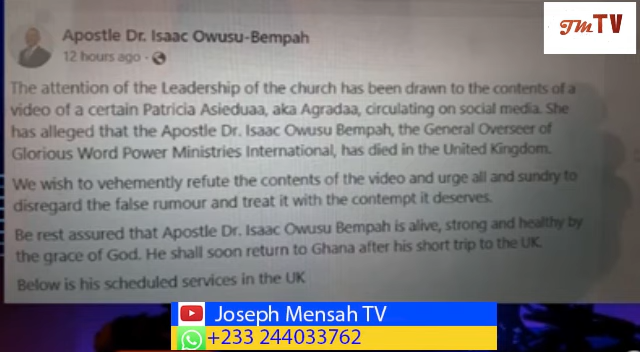 TMTV
Apostle Dr. Isaac Owusu-Bempah
12 hours ago ·
The attention of the Leadership of the church has been drawn to the contents of a
video of a certain Patricia Asieduaa, aka Agradaa, circulating on social media. She
has alleged that the Apostle Dr. Isaac Owusu Bempah, the General Overseer of
Glorious Word Power Ministries International, has died in the United Kingdom.
We wish to vehemently refute the contents of the video and urge all and sundry to
disregard the false rumour and treat it with the contempt it deserves.
Be rest assured that Apostle Dr. Isaac Owusu Bempah is alive, strong and healthy by
the grace of God. He shall soon return to Ghana after his short trip to the UK.
Below is his scheduled services in the UK
Joseph Mensah TV
+233 244033762